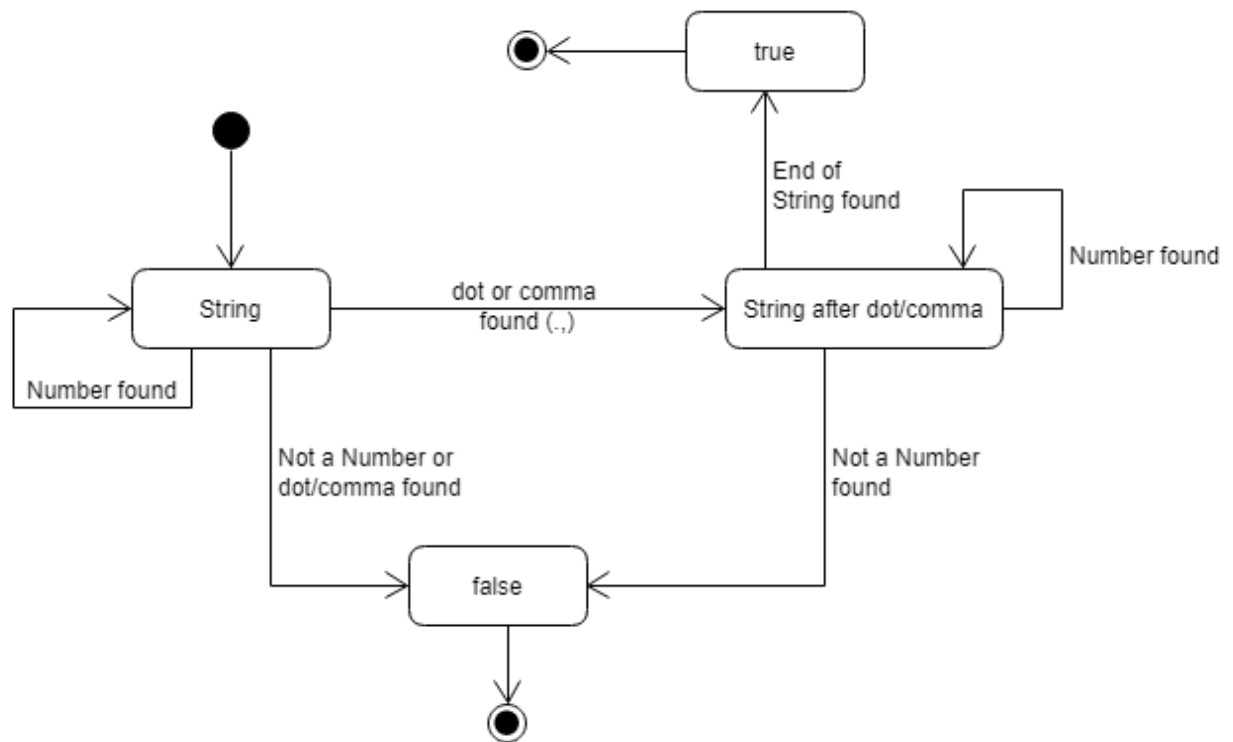 true
End of
String found
Number found
String
dot or comma
found (.,)
String after dot/comma
Number found
Not a Number or
dot/comma found
Not a Number
found
false